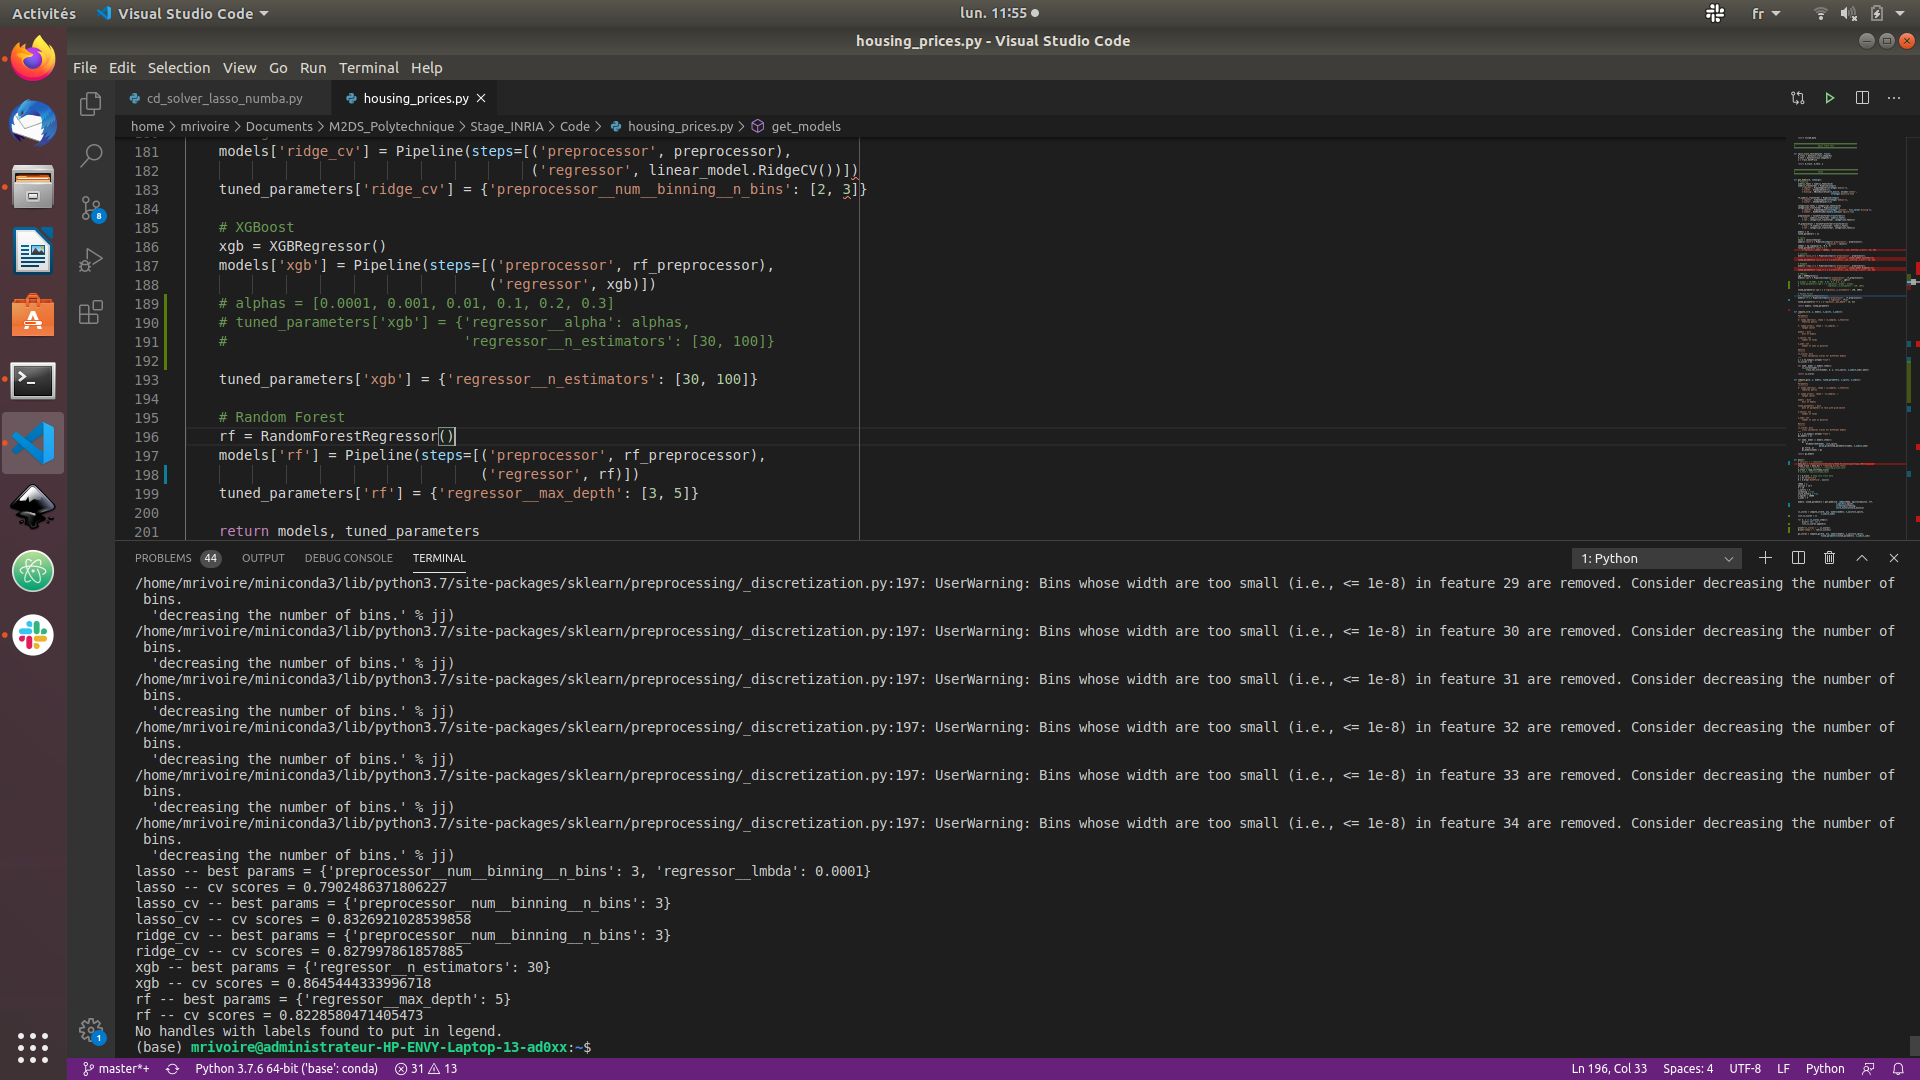 Activités
Visual Studio Code
lun. 11:55
fr
housing_prices.py - Visual Studio Code
File Edit Selection View Go Run Terminal Help
cd_solver_lasso_numba.py
housing_prices.py
home > mrivoire > Documents > M2DS_Polytechnique > Stage_INRIA > Code > housing_prices.py > get_models
181 models['ridge_cv'] = Pipeline(steps=[('preprocessor', preprocessor),
182 ('regressor', linear_model.RidgeCV())])
183 tuned_parameters['ridge_cv'] = {'preprocessor__num__binning__n_bins': [2, 3]}
184
185 # XGBoost
186 xgb = XGBRegressor()
187 models['xgb'] = Pipeline(steps=[('preprocessor', rf_preprocessor),
188 ('regressor', xgb)])
189 # alphas = [0.0001, 0.001, 0.01, 0.1, 0.2, 0.3]
190 # tuned_parameters['xgb'] = {'regressor__alpha': alphas,
191 # 'regressor__n_estimators': [30, 100]}
192
193 tuned_parameters['xgb'] = {'regressor__n_estimators': [30, 100]}
194
195 # Random Forest
196 rf = RandomForestRegressor()
197 models['rf'] = Pipeline(steps=[('preprocessor', rf_preprocessor),
198 ('regressor', rf)])
199 tuned_parameters['rf'] = {'regressor__max_depth': [3, 5]}
200
201 return models, tuned_parameters
PROBLEMS 44 OUTPUT DEBUG CONSOLE TERMINAL
1: Python
/home/mrivoire/miniconda3/lib/python3.7/site-packages/sklearn/preprocessing/_discretization.py:197: UserWarning: Bins whose width are too small (i.e., <= 1e-8) in feature 29 are removed. Consider decreasing the number of
bins.
'decreasing the number of bins.' % jj)
/home/mrivoire/miniconda3/lib/python3.7/site-packages/sklearn/preprocessing/_discretization.py:197: UserWarning: Bins whose width are too small (i.e., <= 1e-8) in feature 30 are removed. Consider decreasing the number of
bins.
'decreasing the number of bins.' % jj)
/home/mrivoire/miniconda3/lib/python3.7/site-packages/sklearn/preprocessing/_discretization.py:197: UserWarning: Bins whose width are too small (i.e., <= 1e-8) in feature 31 are removed. Consider decreasing the number of
bins.
'decreasing the number of bins.' % jj)
/home/mrivoire/miniconda3/lib/python3.7/site-packages/sklearn/preprocessing/_discretization.py:197: UserWarning: Bins whose width are too small (i.e., <= 1e-8) in feature 32 are removed. Consider decreasing the number of
bins.
'decreasing the number of bins.' % jj)
/home/mrivoire/miniconda3/lib/python3.7/site-packages/sklearn/preprocessing/_discretization.py:197: UserWarning: Bins whose width are too small (i.e., <= 1e-8) in feature 33 are removed. Consider decreasing the number of
bins.
'decreasing the number of bins.' % jj)
/home/mrivoire/miniconda3/lib/python3.7/site-packages/sklearn/preprocessing/_discretization.py:197: UserWarning: Bins whose width are too small (i.e., <= 1e-8) in feature 34 are removed. Consider decreasing the number of
bins.
'decreasing the number of bins.' % jj)
lasso -- best params = {'preprocessor__num__binning__n_bins': 3, 'regressor__lmbda': 0.0001}
lasso -- cv scores = 0.7902486371806227
lasso_cv -- best params = {'preprocessor__num__binning__n_bins': 3}
lasso_cv -- cv scores = 0.8326921028539858
ridge_cv -- best params = {'preprocessor__num__binning__n_bins': 3}
ridge_cv -- cv scores = 0.827997861857885
xgb -- best params = {'regressor__n_estimators': 30}
xgb -- cv scores = 0.8645444333996718
rf -- best params = {'regressor__max_depth': 5}
rf -- cv scores = 0.8228580471405473
No handles with labels found to put in legend.
(base) mrivoire@administrateur-HP-ENVY-Laptop-13-ad0xx:~$
8
1
master*+ Python 3.7.6 64-bit ('base': conda) 31 13
Ln 196, Col 33 Spaces: 4 UTF-8 LF Python